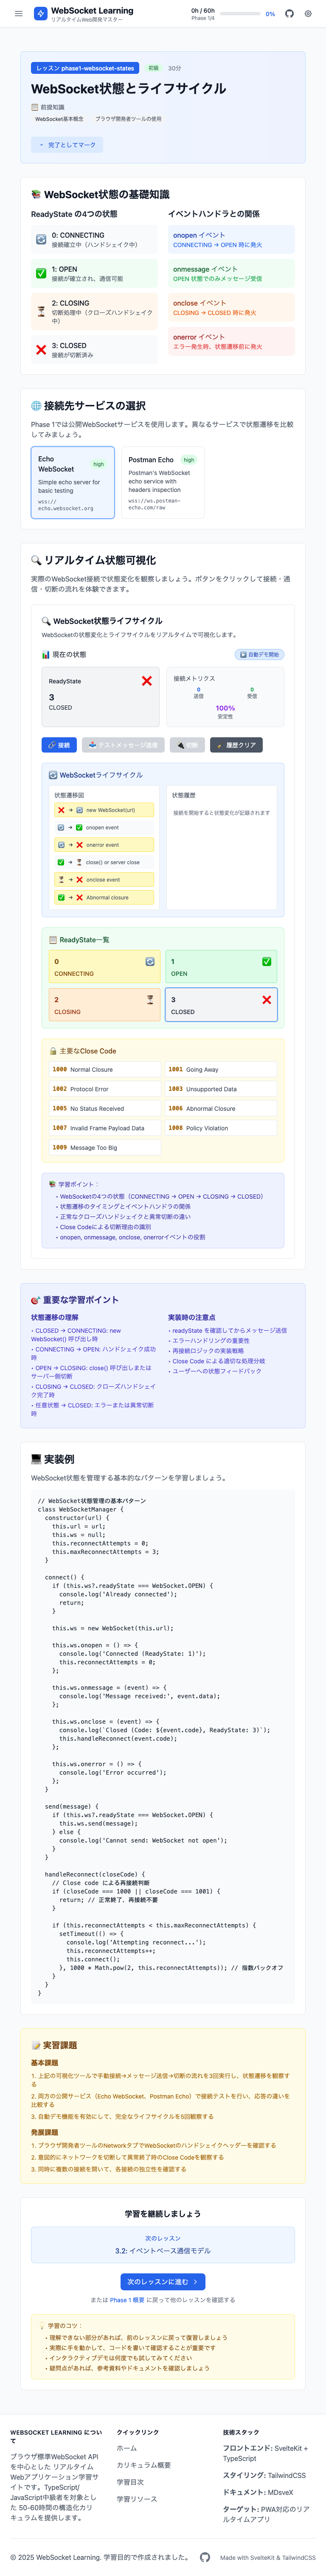 WebSocket Learning
リアルタイムWeb開発マスター
0h / 60h
Phase 1/4
0%
レッスン phase1-websocket-states
初級
30分
WebSocket状態とライフサイクル
前提知識
WebSocket基本概念
ブラウザ開発者ツールの使用
完了としてマーク
WebSocket状態の基礎知識
ReadyState の4つの状態
0: CONNECTING
接続確立中（ハンドシェイク中）
1: OPEN
接続が確立され、通信可能
2: CLOSING
切断処理中（クローズハンドシェイク
中）
3: CLOSED
接続が切断済み
イベントハンドラとの関係
onopen イベント
CONNECTING → OPEN 時に発火
onmessage イベント
OPEN 状態でのみメッセージ受信
onclose イベント
CLOSING → CLOSED 時に発火
onerror イベント
エラー発生時、状態遷移前に発火
接続先サービスの選択
Phase 1では公開WebSocketサービスを使用します。異なるサービスで状態遷移を比較
してみましょう。
Echo
WebSocket
high
Simple echo server for
basic testing
wss://
echo.websocket.org
Postman Echo
high
Postman's WebSocket
echo service with
headers inspection
wss://ws.postman-
echo.com/raw
リアルタイム状態可視化
実際のWebSocket接続で状態変化を観察しましょう。ボタンをクリックして接続・通
信・切断の流れを体験できます。
WebSocket状態ライフサイクル
WebSocketの状態変化とライフサイクルをリアルタイムで可視化します。
現在の状態
自動デモ開始
ReadyState
3
CLOSED
接続メトリクス
0
送信
0
受信
100%
安定性
接続
テストメッセージ送信
切断
履歴クリア
WebSocketライフサイクル
状態遷移図
→ new WebSocket(url)
→ onopen event
→ onerror event
→ close() or server close
→ onclose event
→ Abnormal closure
状態履歴
接続を開始すると状態変化が記録されます
ReadyState一覧
0
CONNECTING
1
OPEN
2
CLOSING
3
CLOSED
主要なClose Code
1000 Normal Closure
1001 Going Away
1002 Protocol Error
1003 Unsupported Data
1005 No Status Received
1006 Abnormal Closure
1007 Invalid Frame Payload Data
1008 Policy Violation
1009 Message Too Big
学習ポイント：
• WebSocketの4つの状態（CONNECTING → OPEN → CLOSING → CLOSED）
• 状態遷移のタイミングとイベントハンドラの関係
• 正常なクローズハンドシェイクと異常切断の違い
• Close Codeによる切断理由の識別
• onopen, onmessage, onclose, onerrorイベントの役割
重要な学習ポイント
状態遷移の理解
• CLOSED → CONNECTING: new
WebSocket() 呼び出し時
• CONNECTING → OPEN: ハンドシェイク成功
時
• OPEN → CLOSING: close() 呼び出しまたは
サーバー側切断
• CLOSING → CLOSED: クローズハンドシェイ
ク完了時
• 任意状態 → CLOSED: エラーまたは異常切断
時
実装時の注意点
• readyState を確認してからメッセージ送信
• エラーハンドリングの重要性
• 再接続ロジックの実装戦略
• Close Code による適切な処理分岐
• ユーザーへの状態フィードバック
実装例
WebSocket状態を管理する基本的なパターンを学習しましょう。
// WebSocket状態管理の基本パターン
class WebSocketManager {
constructor(url) {
this.url = url;
this.ws = null;
this.reconnectAttempts = 0;
this.maxReconnectAttempts = 3;
}
connect() {
if (this.ws?.readyState === WebSocket.OPEN) {
console.log('Already connected');
return;
}
this.ws = new WebSocket(this.url);
this.ws.onopen = () => {
console.log('Connected (ReadyState: 1)');
this.reconnectAttempts = 0;
};
this.ws.onmessage = (event) => {
console.log('Message received:', event.data);
};
this.ws.onclose = (event) => {
console.log(`Closed (Code: ${event.code}, ReadyState: 3)`);
this.handleReconnect(event.code);
};
this.ws.onerror = () => {
console.log('Error occurred');
};
}
send(message) {
if (this.ws?.readyState === WebSocket.OPEN) {
this.ws.send(message);
} else {
console.log('Cannot send: WebSocket not open');
}
}
handleReconnect(closeCode) {
// Close code による再接続判断
if (closeCode === 1000 || closeCode === 1001) {
return; // 正常終了、再接続不要
}
if (this.reconnectAttempts < this.maxReconnectAttempts) {
setTimeout(() => {
console.log('Attempting reconnect...');
this.reconnectAttempts++;
this.connect();
}, 1000 * Math.pow(2, this.reconnectAttempts)); // 指数バックオフ
}
}
}
実習課題
基本課題
1. 上記の可視化ツールで手動接続→メッセージ送信→切断の流れを3回実行し、状態遷移を観察す
る
2. 両方の公開サービス（Echo WebSocket、Postman Echo）で接続テストを行い、応答の違いを
比較する
3. 自動デモ機能を有効にして、完全なライフサイクルを5回観察する
発展課題
1. ブラウザ開発者ツールのNetworkタブでWebSocketのハンドシェイクヘッダーを確認する
2. 意図的にネットワークを切断して異常終了時のClose Codeを観察する
3. 同時に複数の接続を開いて、各接続の独立性を確認する
学習を継続しましょう
次のレッスン
3.2: イベントベース通信モデル
次のレッスンに進む
または Phase 1 概要 に戻って他のレッスンを確認する
学習のコツ：
• 理解できない部分があれば、前のレッスンに戻って復習しましょう
• 実際に手を動かして、コードを書いて確認することが重要です
• インタラクティブデモは何度でも試してみてください
• 疑問点があれば、参考資料やドキュメントを確認しましょう
WEBSOCKET LEARNING につ
いて
ブラウザ標準WebSocket API
を中心とした リアルタイム
Webアプリケーション学習サ
イトです。TypeScript/
JavaScript中級者を対象とし
た 50-60時間の構造化カリ
キュラムを提供します。
クイックリンク
ホーム
カリキュラム概要
学習目次
学習リソース
技術スタック
フロントエンド: SvelteKit +
TypeScript
スタイリング: TailwindCSS
ドキュメント: MDsveX
ターゲット: PWA対応のリア
ルタイムアプリ
© 2025 WebSocket Learning. 学習目的で作成されました。
Made with SvelteKit & TailwindCSS